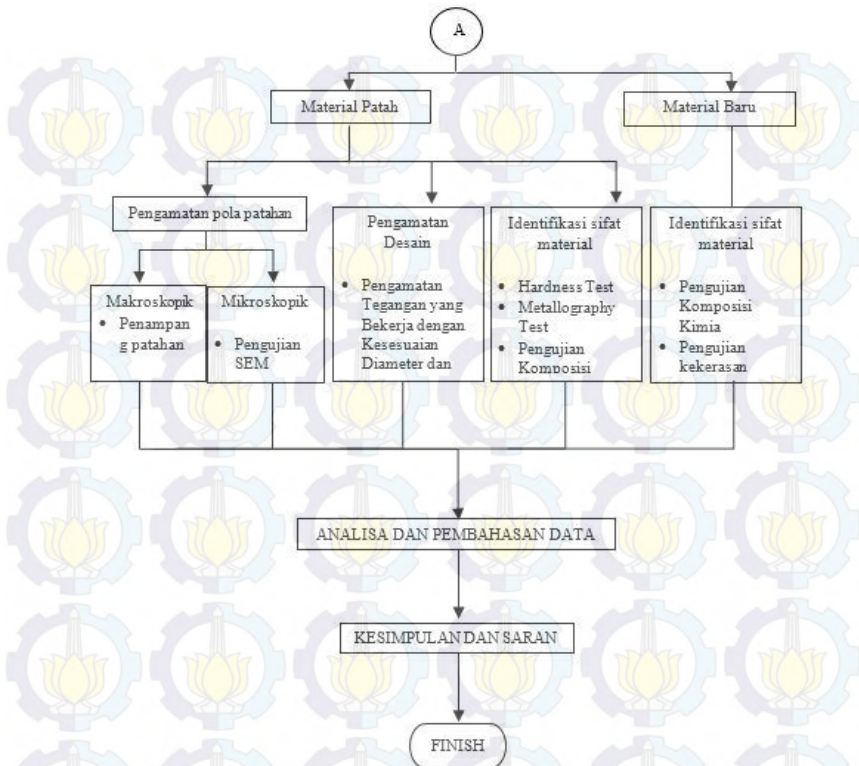 A
Material Patah
Material Baru
Pengamatan pola patahan
Makroskopik
• Penampan
g patahan
Mikroskopik
• Pengujian
SEM
Pengamatan
Desain
• Pengamatan
Tegangan yang
Bekerja dengan
Kesesuaian
Diameter dan
Identifikasi sifat
material
• Hardness Test
• Metallography
Test
• Pengujian
Komposisi
Identifikasi sifat
material
• Pengujian
Komposisi
Kimia
• Pengujian
kekerasan
ANALISA DAN PEMBAHASAN DATA
KESIMPULAN DAN SARAN
FINISH